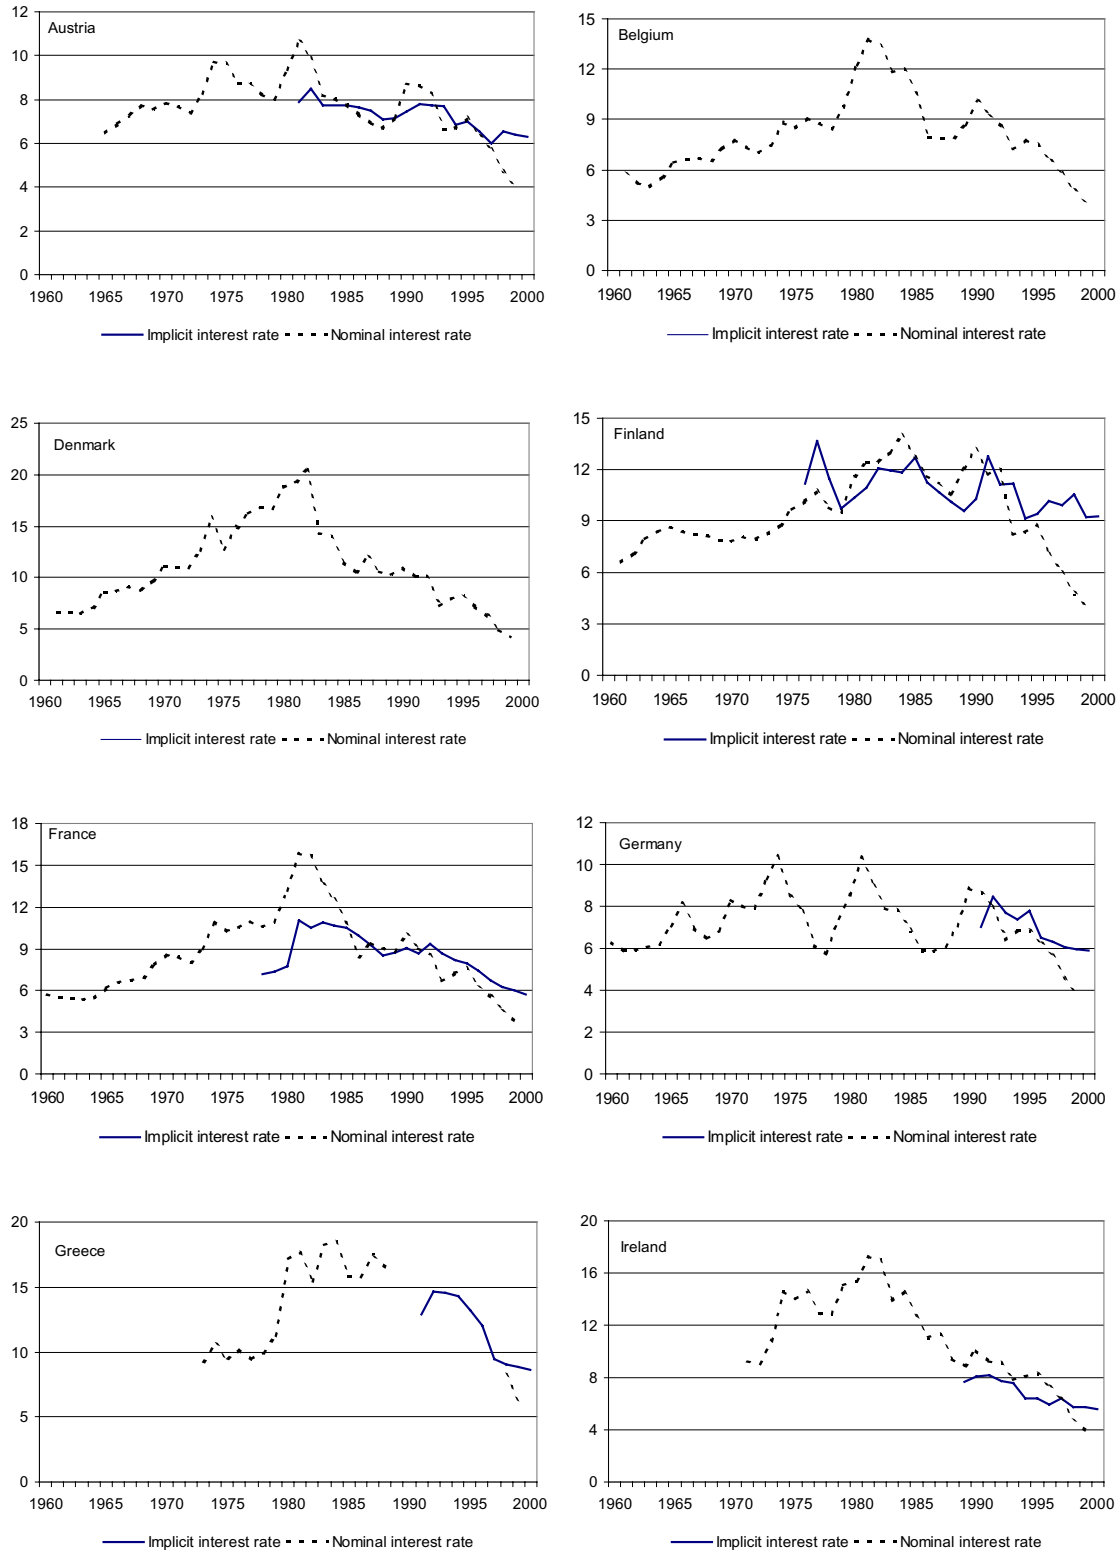 Austria
12
10
8
6
4
2
0
1960 1965 1970 1975 1980 1985 1990 1995 2000
Implicit interest rate Nominal interest rate
Belgium
15
12
9
6
3
0
1960 1965 1970 1975 1980 1985 1990 1995 2000
Implicit interest rate Nominal interest rate
Denmark
25
20
15
10
5
0
1960 1965 1970 1975 1980 1985 1990 1995 2000
Implicit interest rate Nominal interest rate
Finland
15
12
9
6
3
0
1960 1965 1970 1975 1980 1985 1990 1995 2000
Implicit interest rate Nominal interest rate
France
18
15
12
9
6
3
0
1960 1965 1970 1975 1980 1985 1990 1995 2000
Implicit interest rate Nominal interest rate
Germany
12
10
8
6
4
2
0
1960 1965 1970 1975 1980 1985 1990 1995 2000
Implicit interest rate Nominal interest rate
Greece
20
15
10
5
0
1960 1965 1970 1975 1980 1985 1990 1995 2000
Implicit interest rate Nominal interest rate
Ireland
20
16
12
8
4
0
1960 1965 1970 1975 1980 1985 1990 1995 2000
Implicit interest rate Nominal interest rate